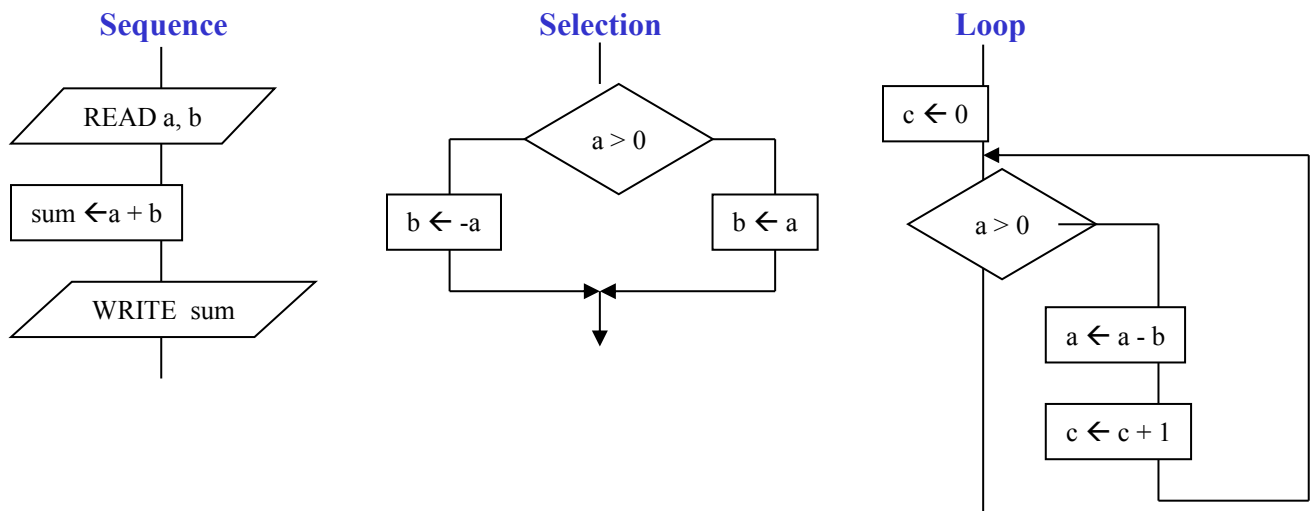 Sequence
READ a, b
sum ←a + b
WRITE sum
Selection
a > 0
b ← -a
b ← a
Loop
c ← 0
a > 0
a ← a - b
c ← c + 1